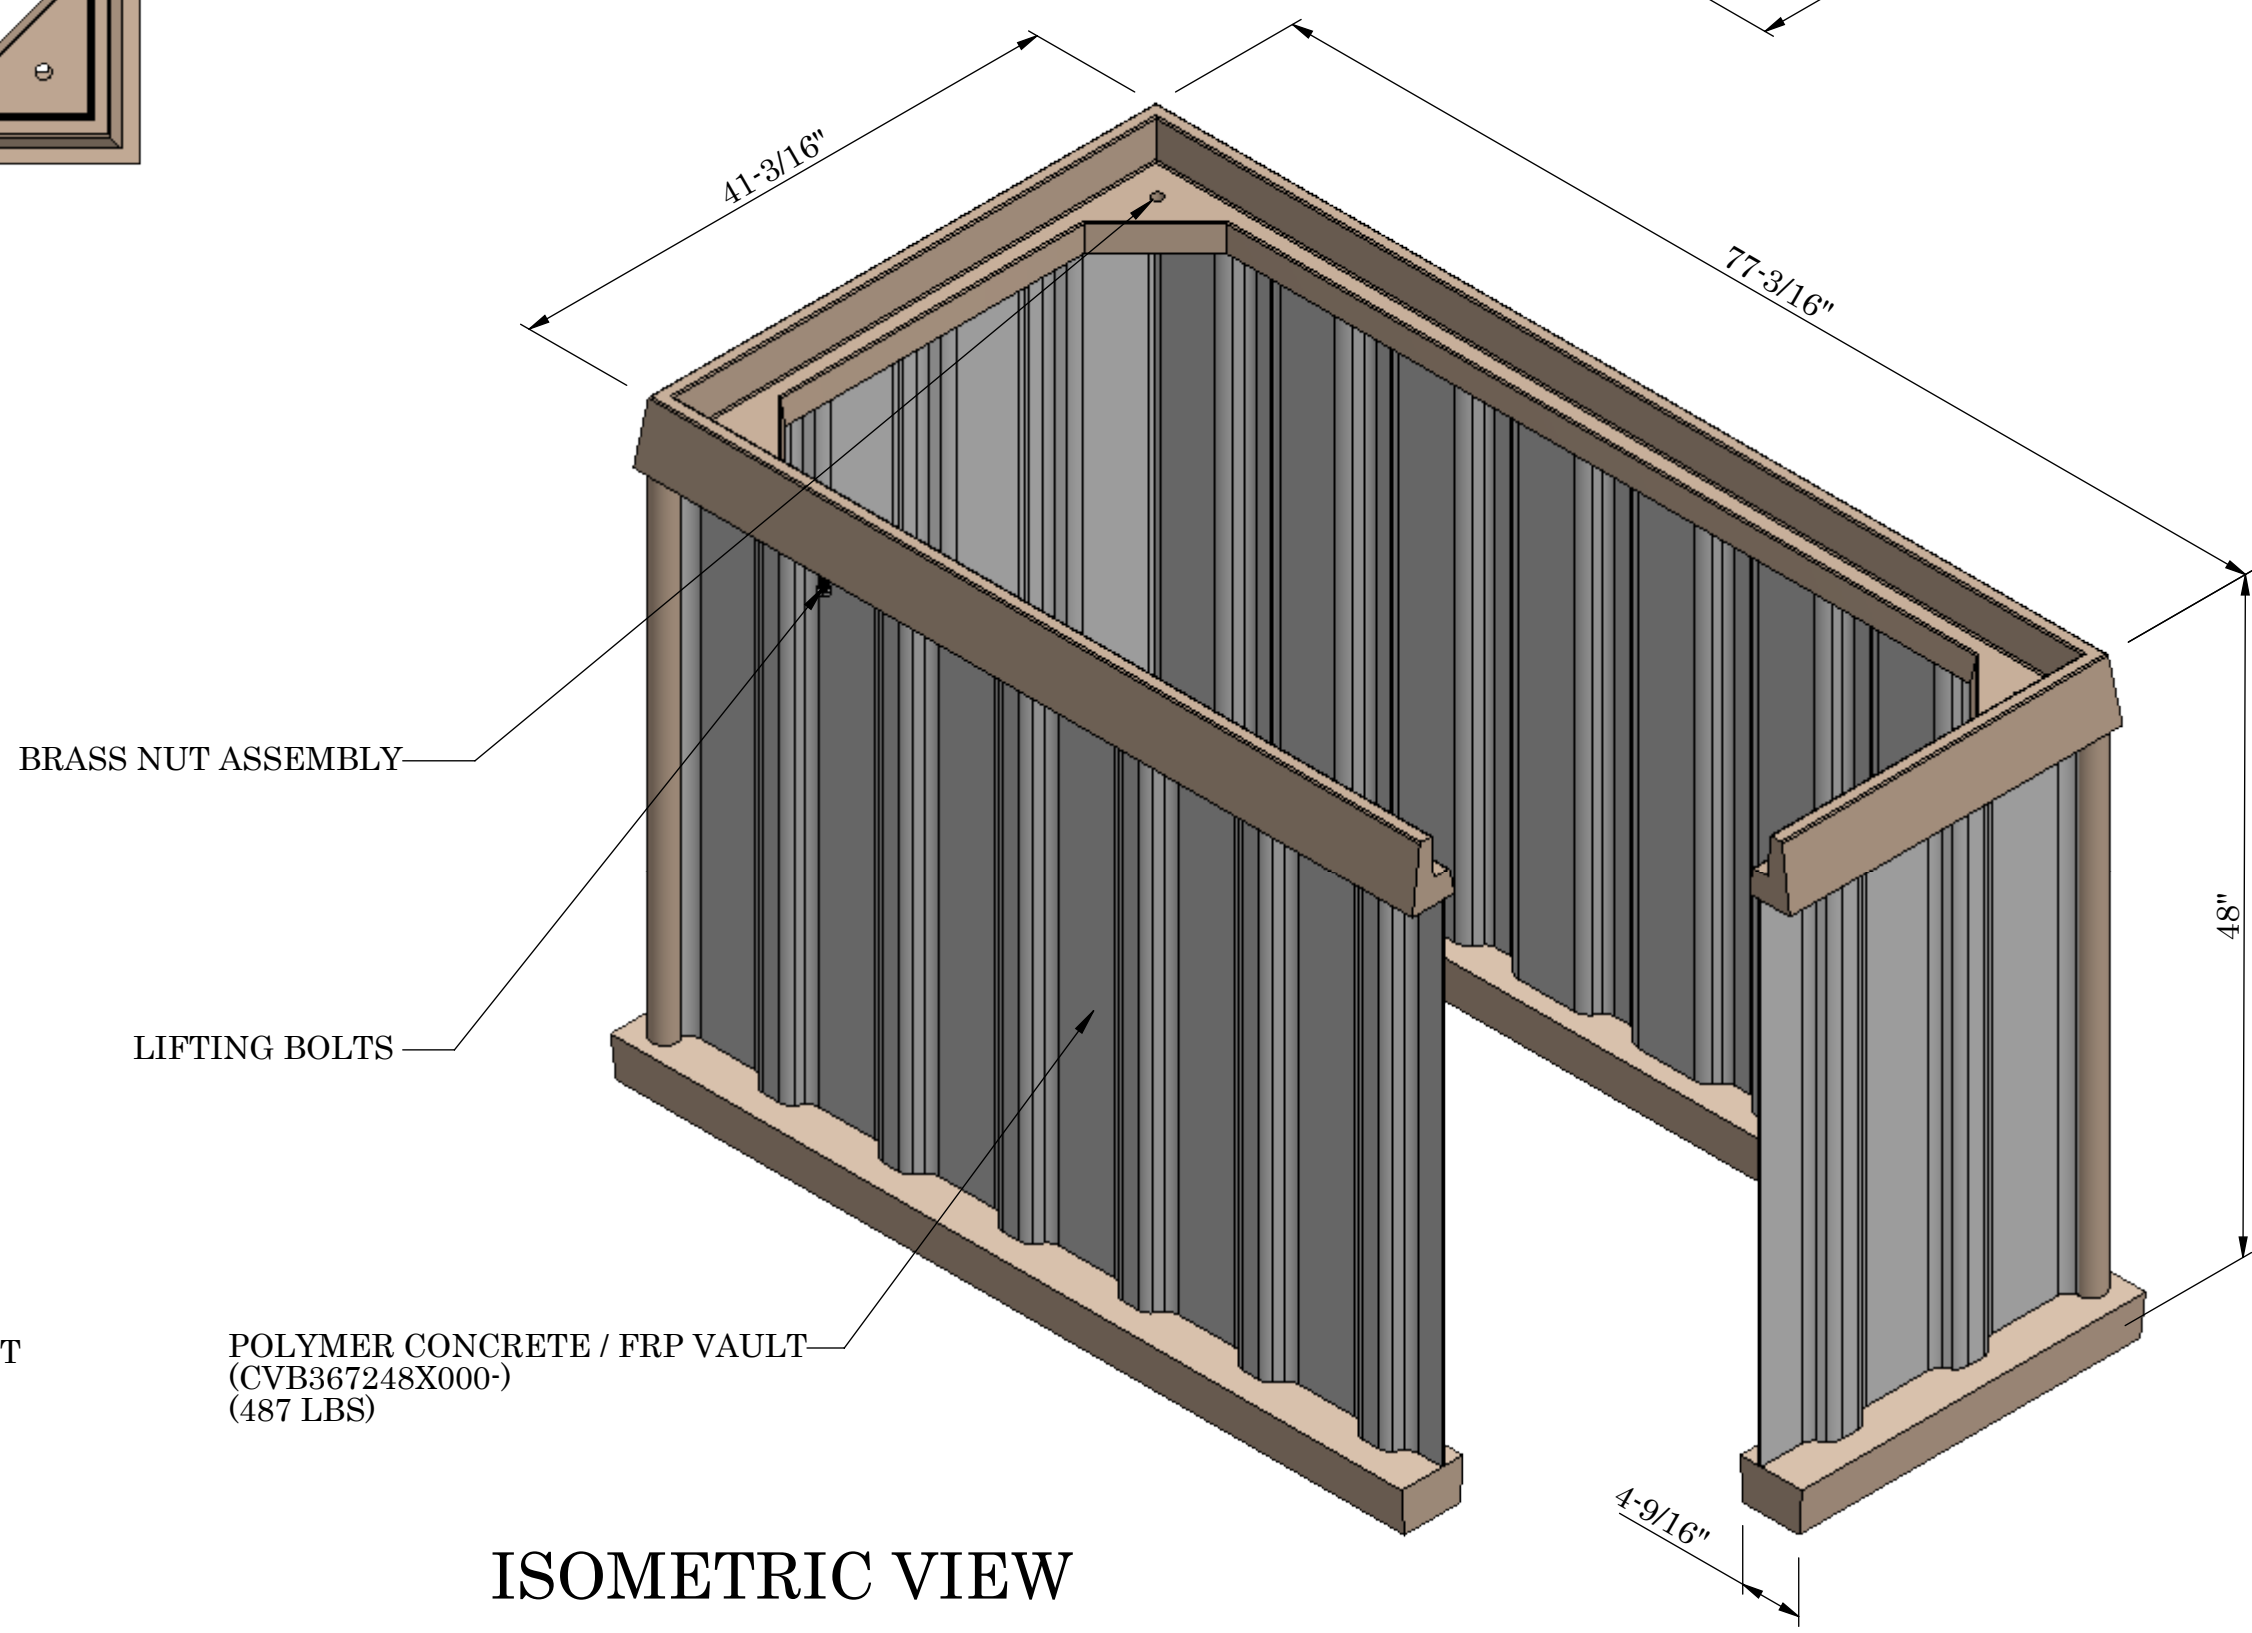 41-3/16"
77-3/16"
BRASS NUT ASSEMBLY
48"
LIFTING BOLTS
T
POLYMER CONCRETE / FRP VAULT
(CVB367248X000-)
(487 LBS)
4-9/16"
ISOMETRIC VIEW